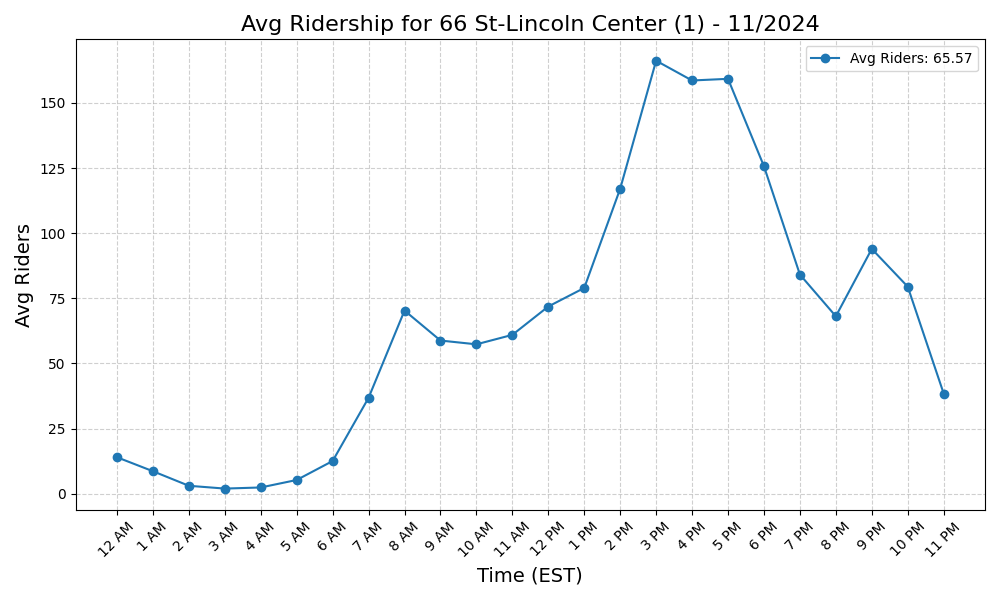 Avg Ridership for 66 St-Lincoln Center (1) - 11/2024
Avg Riders: 65.57
Avg Riders
150
125
100
75
50
25
0
12 AM
1 AM
2 AM
3 AM
4 AM
5 AM
6 AM
7 AM
8 AM
9 AM
10 AM
11 AM
12 PM
1 PM
2 PM
3 PM
4 PM
5 PM
6 PM
7 PM
8 PM
9 PM
10 PM
11 PM
Time (EST)